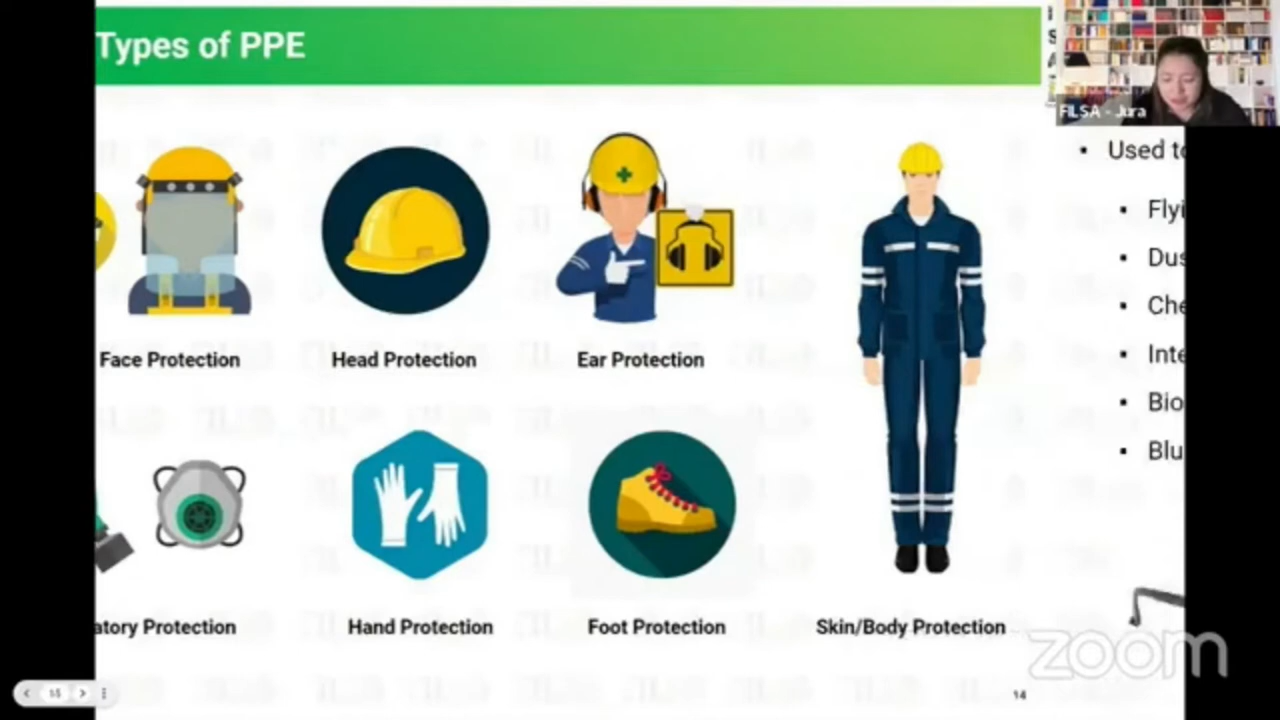 Types of PPE
FILSA - Jura
Face Protection
Head Protection
Ear Protection
atory Protection
Hand Protection
Foot Protection
Skin/Body Protection
Used to
Flyi
Dus
Che
Inte
Bio
Blu
14
zoom
15